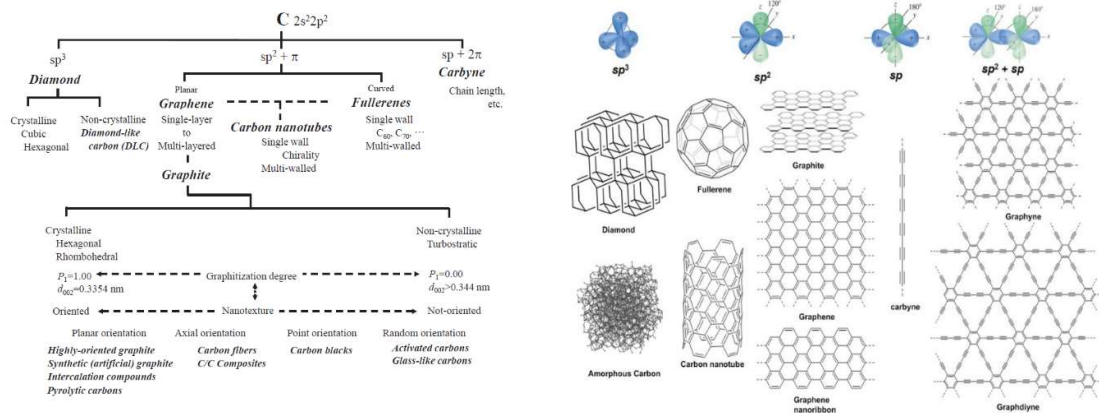 C 2s²2p²
sp³
sp² + π
sp + 2π
Diamond
Carbyne
Chain length,
etc.
Planar
Graphene
Curved
Fullerenes
Crystalline
Cubic
Hexagonal
Non-crystalline
Diamond-like
carbon (DLC)
Single-layer
to
Multi-layered
Carbon nanotubes
Single wall
Chirality
Multi-walled
Single wall
C₆₀, C₇₀, ···
Multi-walled
Graphite
Crystalline
Hexagonal
Rhombohedral
Non-crystalline
Turbostratic
P₁=1.00
d₀₀₂=0.3354 nm
Graphitization degree
P₁=0.00
d₀₀₂>0.344 nm
Oriented
Nanotexture
Not-oriented
Planar orientation
Axial orientation
Point orientation
Random orientation
Highly-oriented graphite
Synthetic (artificial) graphite
Intercalation compounds
Pyrolytic carbons
Carbon fibers
C/C Composites
Carbon blacks
Activated carbons
Glass-like carbons
sp³
z 120°
y
x
sp²
z 180°
y
x
sp
120° z 180°
y
x
sp² + sp
Diamond
Fullerene
Graphite
Graphyne
Amorphous Carbon
Carbon nanotube
Graphene
Graphene
nanoribbon
carbyne
Graphdiyne